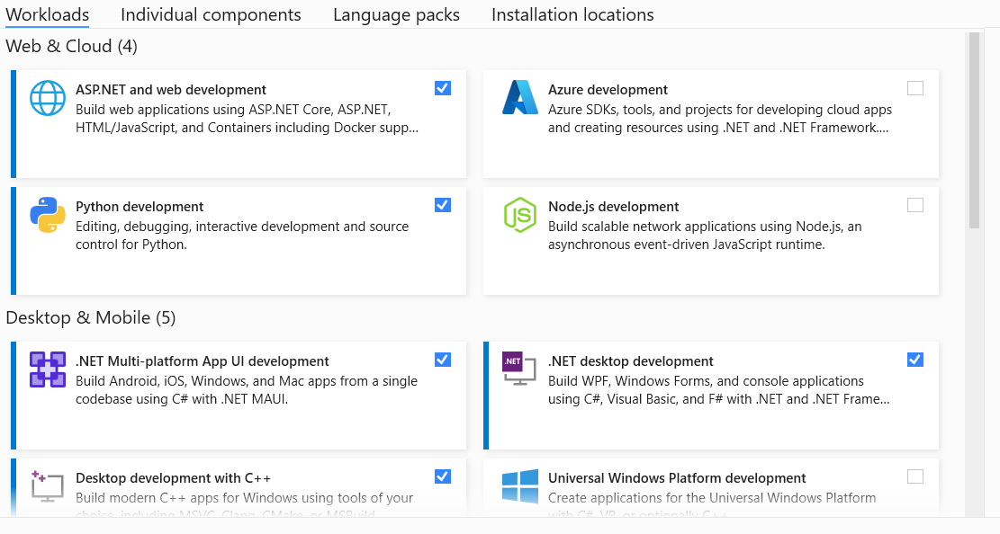 Workloads Individual components Language packs Installation locations
Web & Cloud (4)
ASP.NET and web development
Build web applications using ASP.NET Core, ASP.NET,
HTML/JavaScript, and Containers including Docker supp...
Azure development
Azure SDKs, tools, and projects for developing cloud apps
and creating resources using .NET and .NET Framework....
Python development
Editing, debugging, interactive development and source
control for Python.
JS
Node.js development
Build scalable network applications using Node.js, an
asynchronous event-driven JavaScript runtime.
Desktop & Mobile (5)
.NET Multi-platform App UI development
Build Android, iOS, Windows, and Mac apps from a single
codebase using C# with .NET MAUI.
.NET
.NET desktop development
Build WPF, Windows Forms, and console applications
using C#, Visual Basic, and F# with .NET and .NET Frame...
Desktop development with C++
Build modern C++ apps for Windows using tools of your
choice, including MSVC, Clang, CMake, or MSBuild.
Universal Windows Platform development
Create applications for the Universal Windows Platform
with C#, VB, or optionally C++.